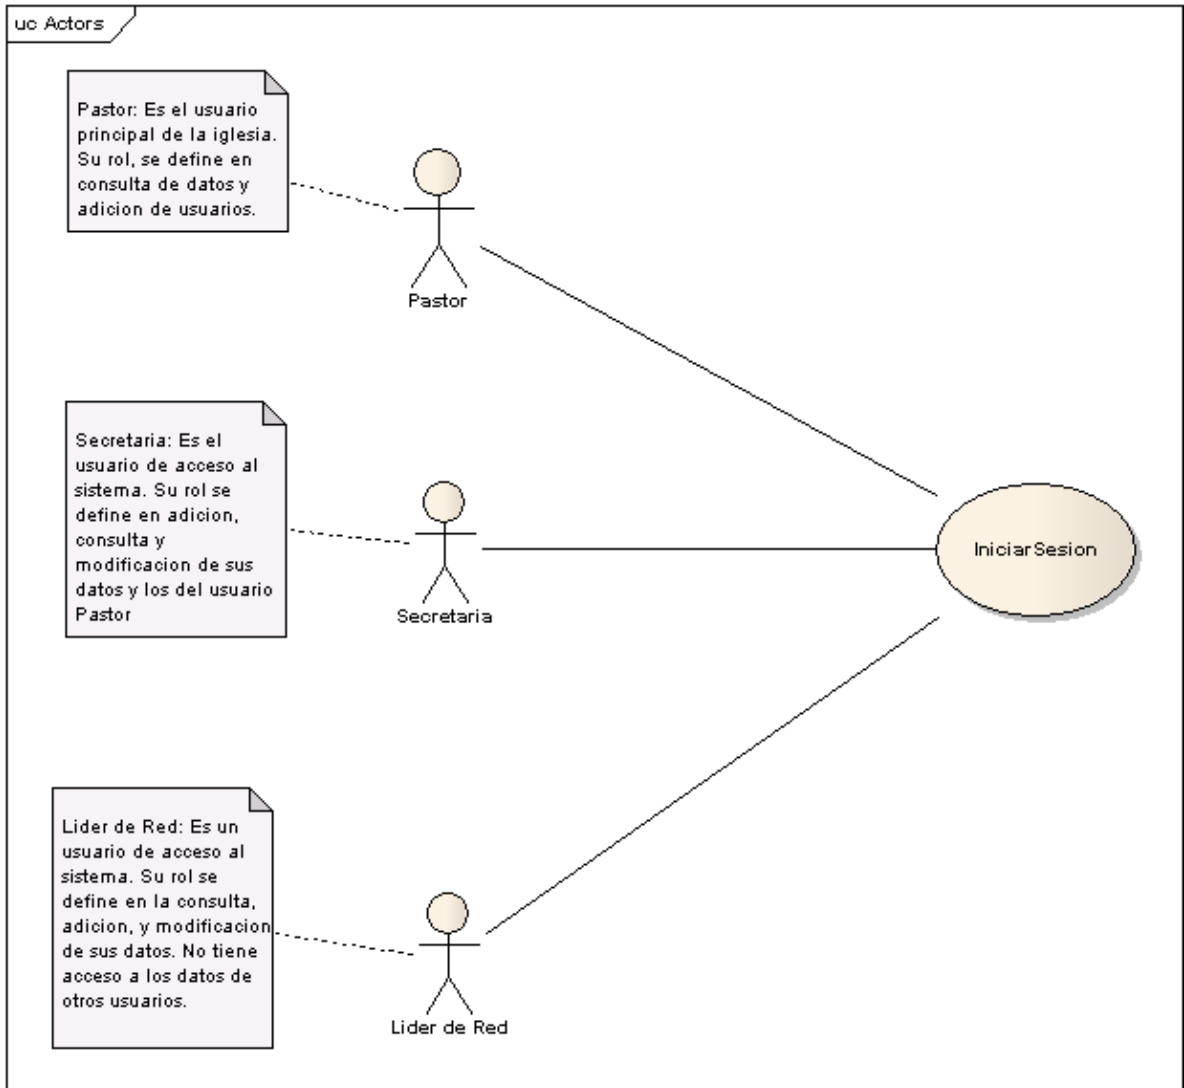 uc Actors
Pastor: Es el usuario
principal de la iglesia.
Su rol, se define en
consulta de datos y
adicion de usuarios.
Pastor
Secretaria: Es el
usuario de acceso al
sistema. Su rol se
define en adicion,
consulta y
modificacion de sus
datos y los del usuario
Pastor
Secretaria
IniciarSesion
Lider de Red: Es un
usuario de acceso al
sistema. Su rol se
define en la consulta,
adicion, y modificacion
de sus datos. No tiene
acceso a los datos de
otros usuarios.
Lider de Red